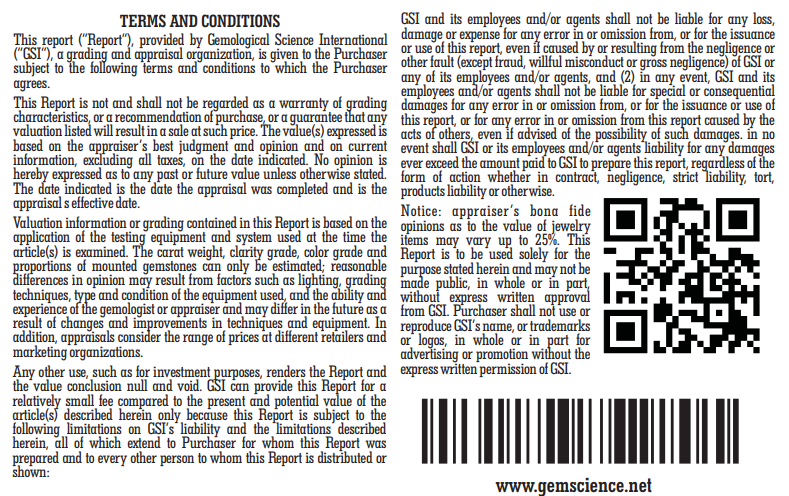 TERMS AND CONDITIONS
This report ("Report"), provided by Gemological Science International
("GSI"), a grading and appraisal organization, is given to the Purchaser
subject to the following terms and conditions to which the Purchaser
agrees.
This Report is not and shall not be regarded as a warranty of grading
characteristics, or a recommendation of purchase, or a guarantee that any
valuation listed will result in a sale at such price. The value(s) expressed is
based on the appraiser's best judgment and opinion and on current
information, excluding all taxes, on the date indicated. No opinion is
hereby expressed as to any past or future value unless otherwise stated.
The date indicated is the date the appraisal was completed and is the
appraisal s effective date.
Valuation information or grading contained in this Report is based on the
application of the testing equipment and system used at the time the
article(s) is examined. The carat weight, clarity grade, color grade and
proportions of mounted gemstones can only be estimated; reasonable
differences in opinion may result from factors such as lighting, grading
techniques, type and condition of the equipment used, and the ability and
experience of the gemologist or appraiser and may differ in the future as a
result of changes and improvements in techniques and equipment. In
addition, appraisals consider the range of prices at different retailers and
marketing organizations.
Any other use, such as for investment purposes, renders the Report and
the value conclusion null and void. GSI can provide this Report for a
relatively small fee compared to the present and potential value of the
article(s) described herein only because this Report is subject to the
following limitations on GSI's liability and the limitations described
herein, all of which extend to Purchaser for whom this Report was
prepared and to every other person to whom this Report is distributed or
shown:
GSI and its employees and/or agents shall not be liable for any loss,
damage or expense for any error in or omission from, or for the issuance
or use of this report, even if caused by or resulting from the negligence or
other fault (except fraud, willful misconduct or gross negligence) of GSI or
any of its employees and/or agents, and (2) in any event, GSI and its
employees and/or agents shall not be liable for special or consequential
damages for any error in or omission from, or for the issuance or use of
this report, or for any error in or omission from this report caused by the
acts of others, even if advised of the possibility of such damages. in no
event shall GSI or its employees and/or agents liability for any damages
ever exceed the amount paid to GSI to prepare this report, regardless of the
form of action whether in contract, negligence, strict liability, tort,
products liability or otherwise.
Notice: appraiser's bona fide
opinions as to the value of jewelry
items may vary up to 25%. This
Report is to be used solely for the
purpose stated herein and may not be
made public, in whole or in part,
without express written approval
from GSI. Purchaser shall not use or
reproduce GSI's name, or trademarks
or logos, in whole or in part for
advertising or promotion without the
express written permission of GSI.
www.gemscience.net